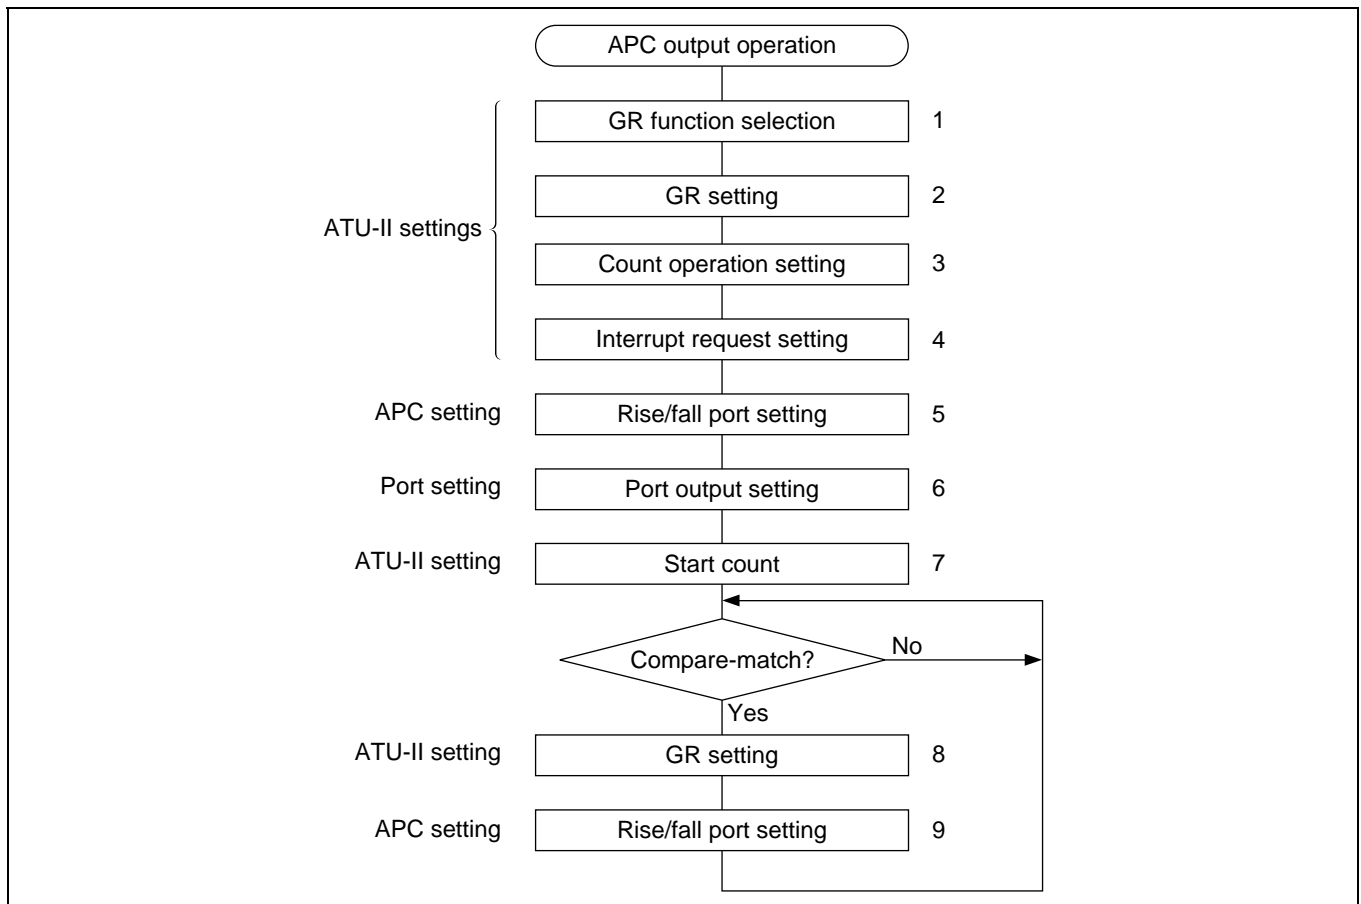 APC output operation
GR function selection 1
GR setting 2
ATU-II settings
Count operation setting 3
Interrupt request setting 4
APC setting Rise/fall port setting 5
Port setting Port output setting 6
ATU-II setting Start count 7
Compare-match? No
Yes
ATU-II setting GR setting 8
APC setting Rise/fall port setting 9